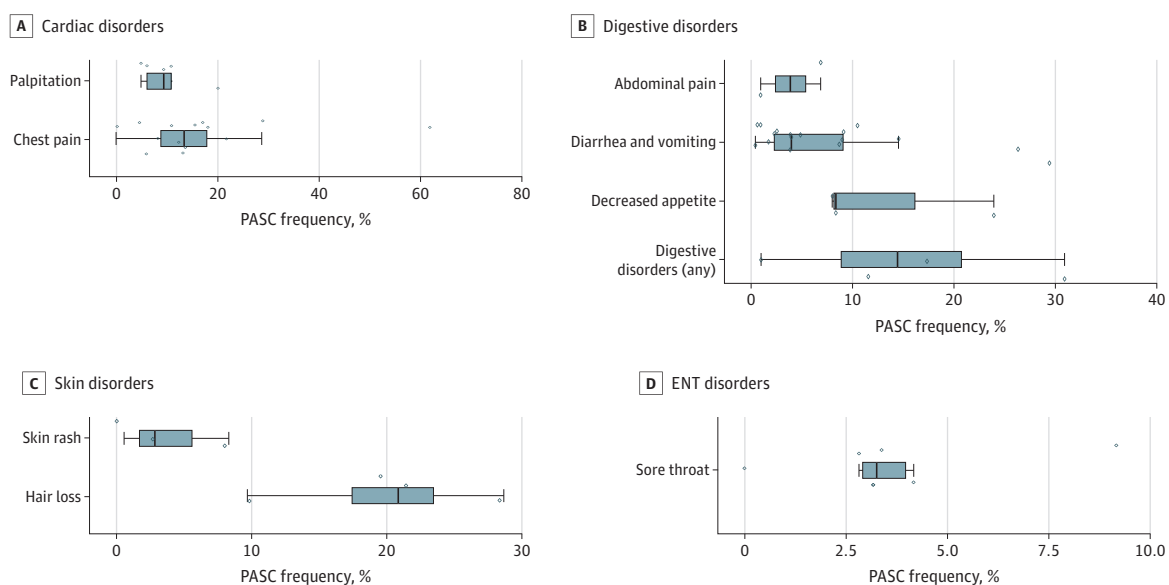 A Cardiac disorders
Palpitation
Chest pain
0 20 40 60 80
PASC frequency, %
B Digestive disorders
Abdominal pain
Diarrhea and vomiting
Decreased appetite
Digestive
disorders (any)
0 10 20 30 40
PASC frequency, %
C Skin disorders
Skin rash
Hair loss
0 10 20 30
PASC frequency, %
D ENT disorders
Sore throat
0 2.5 5.0 7.5 10.0
PASC frequency, %